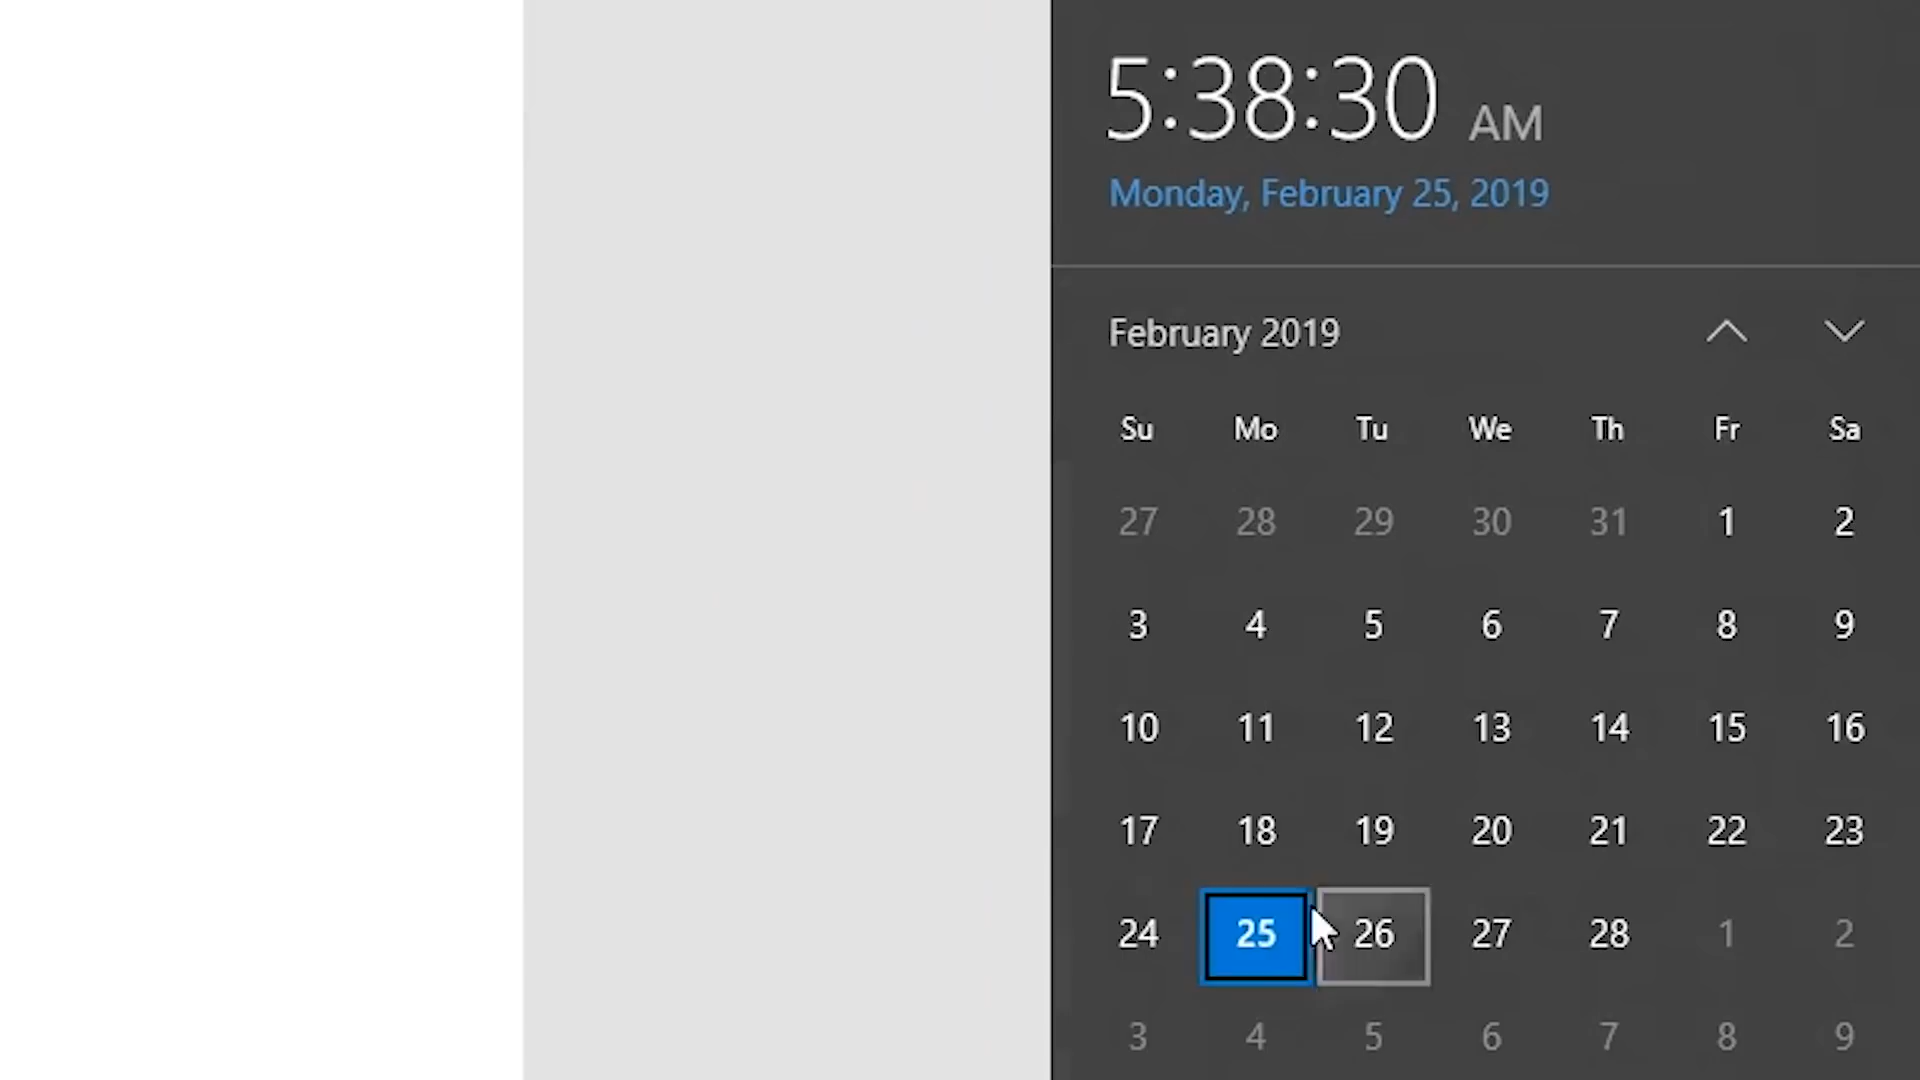 5:38:30 AM
Monday, February 25, 2019
February 2019
Su Mo Tu We Th Fr Sa
27 28 29 30 31 1 2
3 4 5 6 7 8 9
10 11 12 13 14 15 16
17 18 19 20 21 22 23
24 25 26 27 28 1 2
3 4 5 6 7 8 9